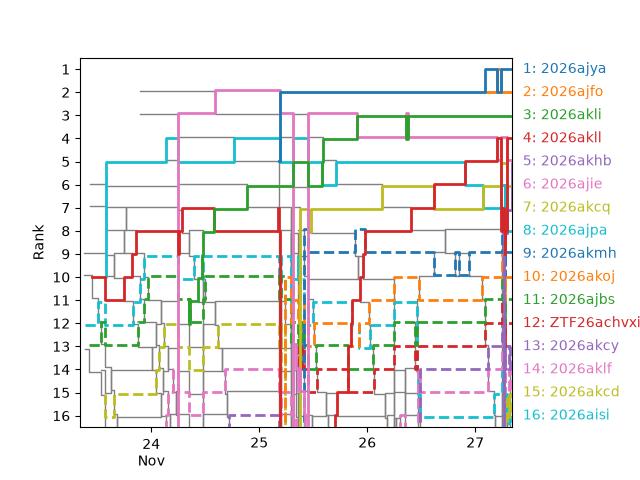 1
2
3
4
5
6
7
8
9
10
11
12
13
14
15
16
Rank
24
25
26
27
Nov
1: 2026ajya
2: 2026ajfo
3: 2026akli
4: 2026akll
5: 2026akhb
6: 2026ajie
7: 2026akcq
8: 2026ajpa
9: 2026akmh
10: 2026akoj
11: 2026ajbs
12: ZTF26achvxi
13: 2026akcy
14: 2026aklf
15: 2026akcd
16: 2026aisi